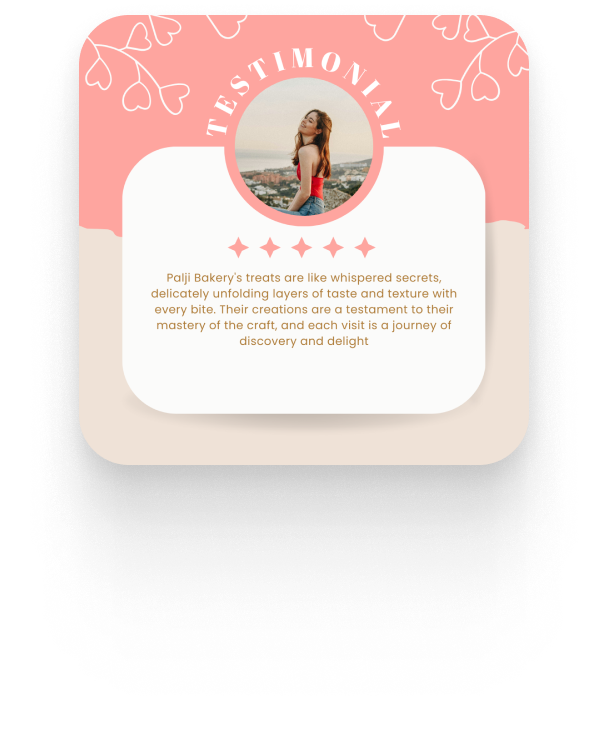 TESTIMONIAL
Palji Bakery's treats are like whispered secrets,
delicately unfolding layers of taste and texture with
every bite. Their creations are a testament to their
mastery of the craft, and each visit is a journey of
discovery and delight